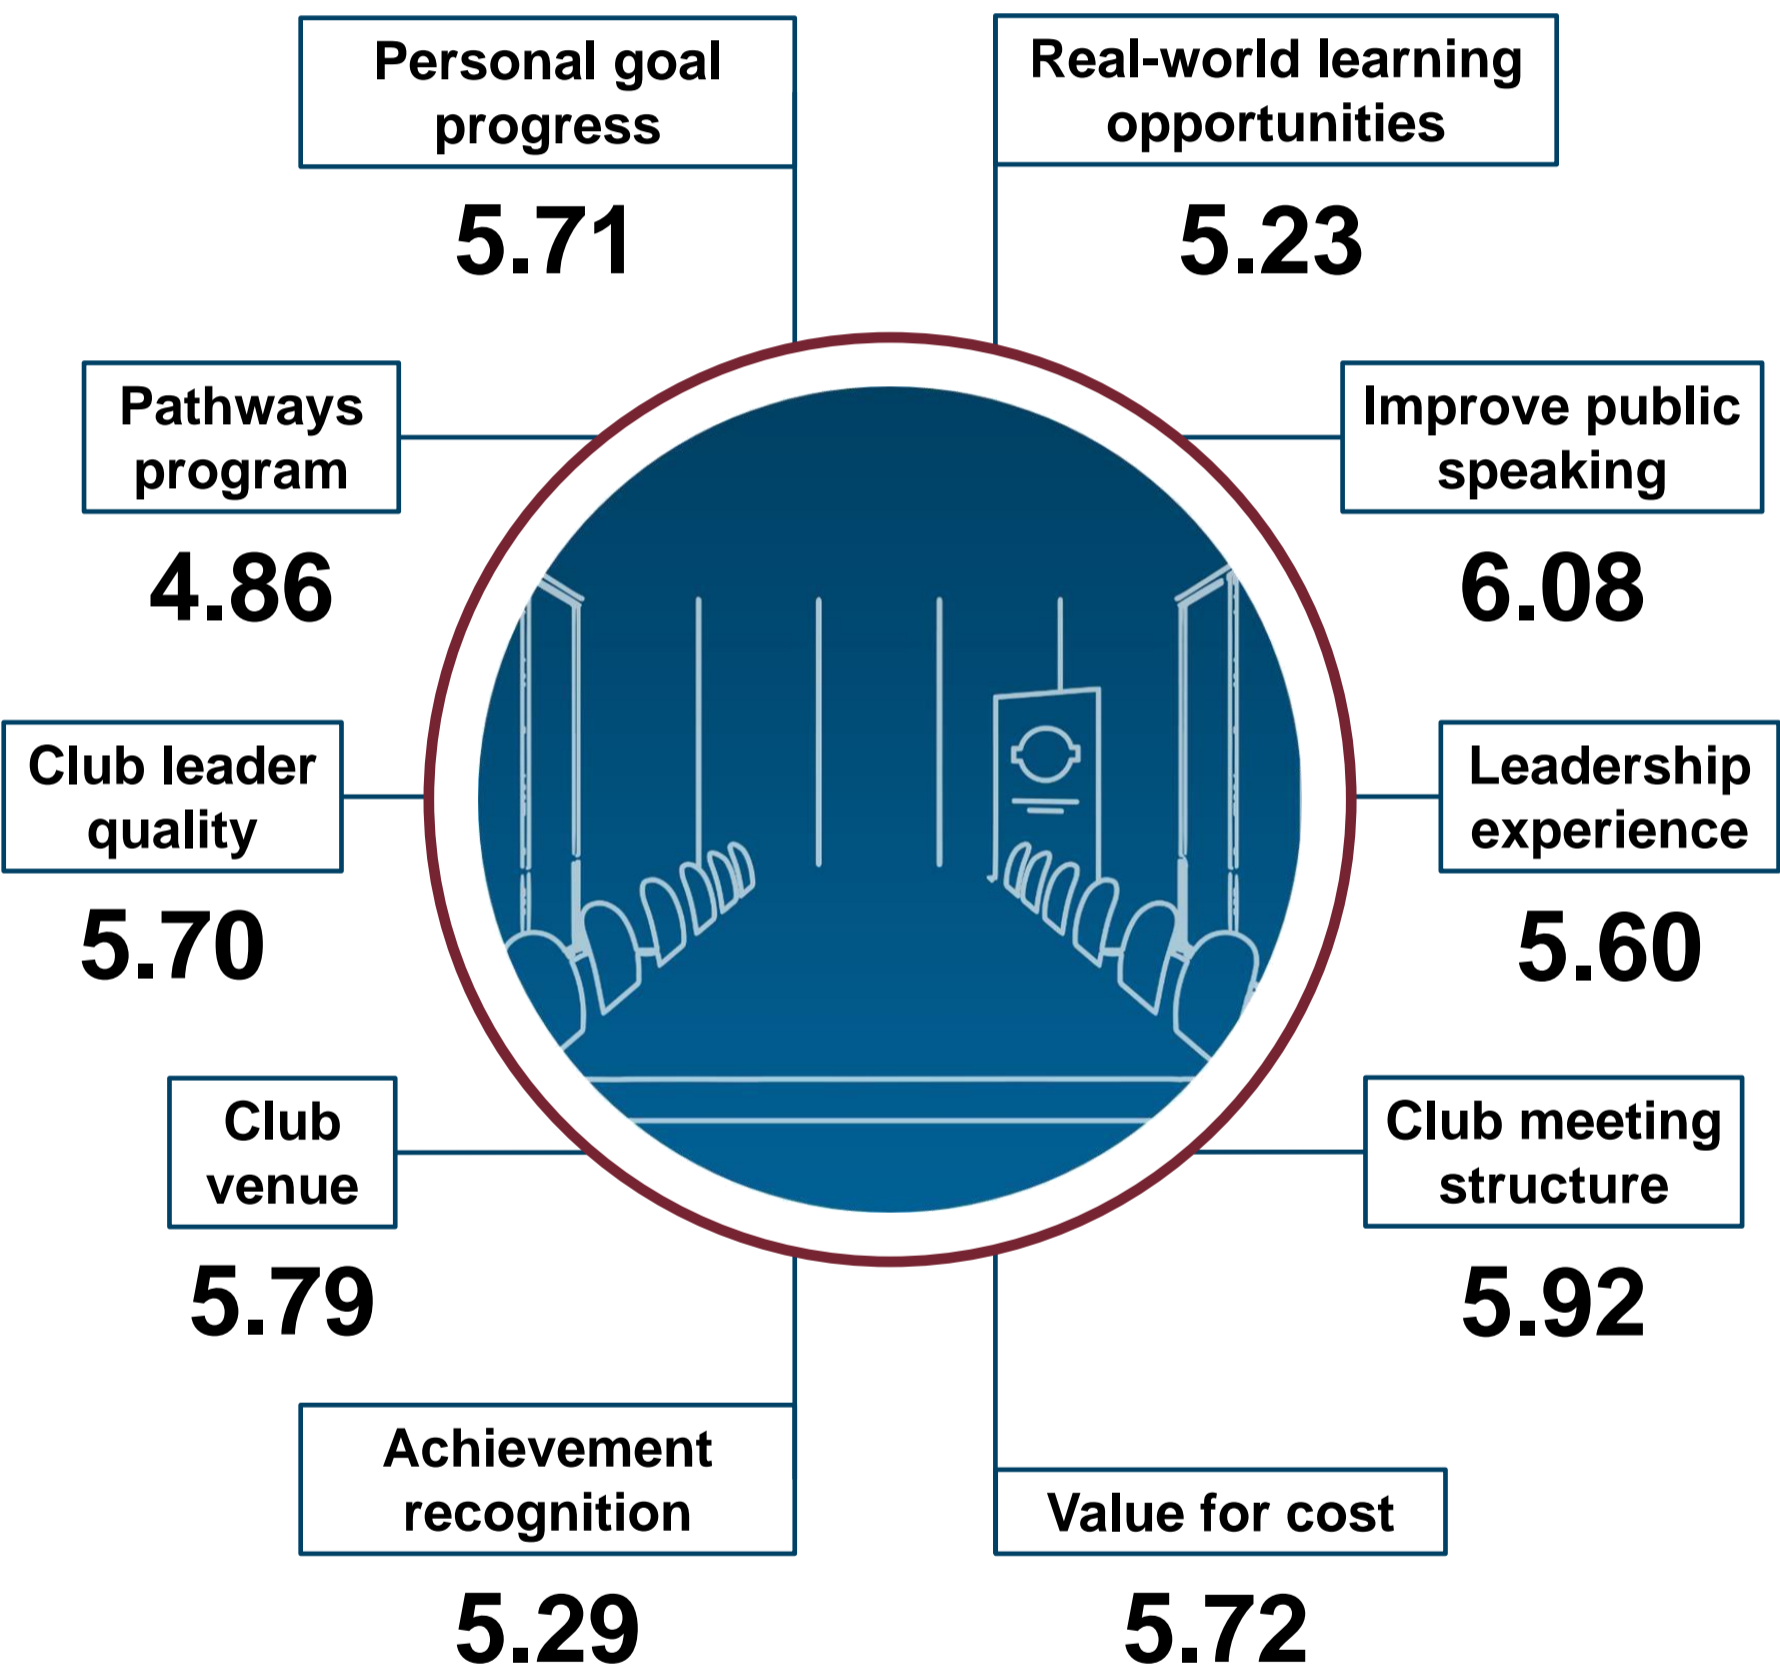 Personal goal
progress
5.71
Real-world learning
opportunities
5.23
Pathways
program
4.86
Improve public
speaking
6.08
Club leader
quality
5.70
Leadership
experience
5.60
Club
venue
5.79
Club meeting
structure
5.92
Achievement
recognition
5.29
Value for cost
5.72